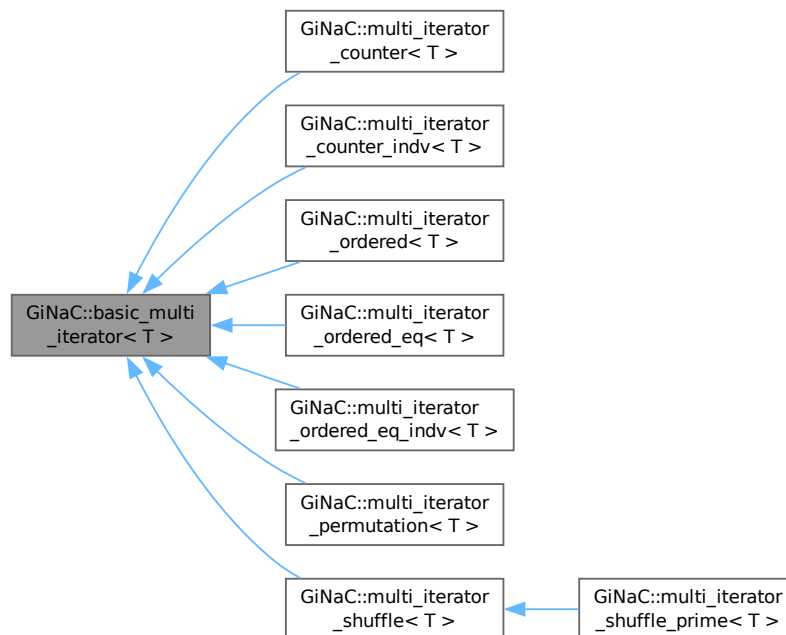 GiNaC::multi_iterator
_counter< T >
GiNaC::multi_iterator
_counter_indv< T >
GiNaC::multi_iterator
_ordered< T >
GiNaC::basic_multi
_iterator< T >
GiNaC::multi_iterator
_ordered_eq< T >
GiNaC::multi_iterator
_ordered_eq_indv< T >
GiNaC::multi_iterator
_permutation< T >
GiNaC::multi_iterator
_shuffle< T >
GiNaC::multi_iterator
_shuffle_prime< T >